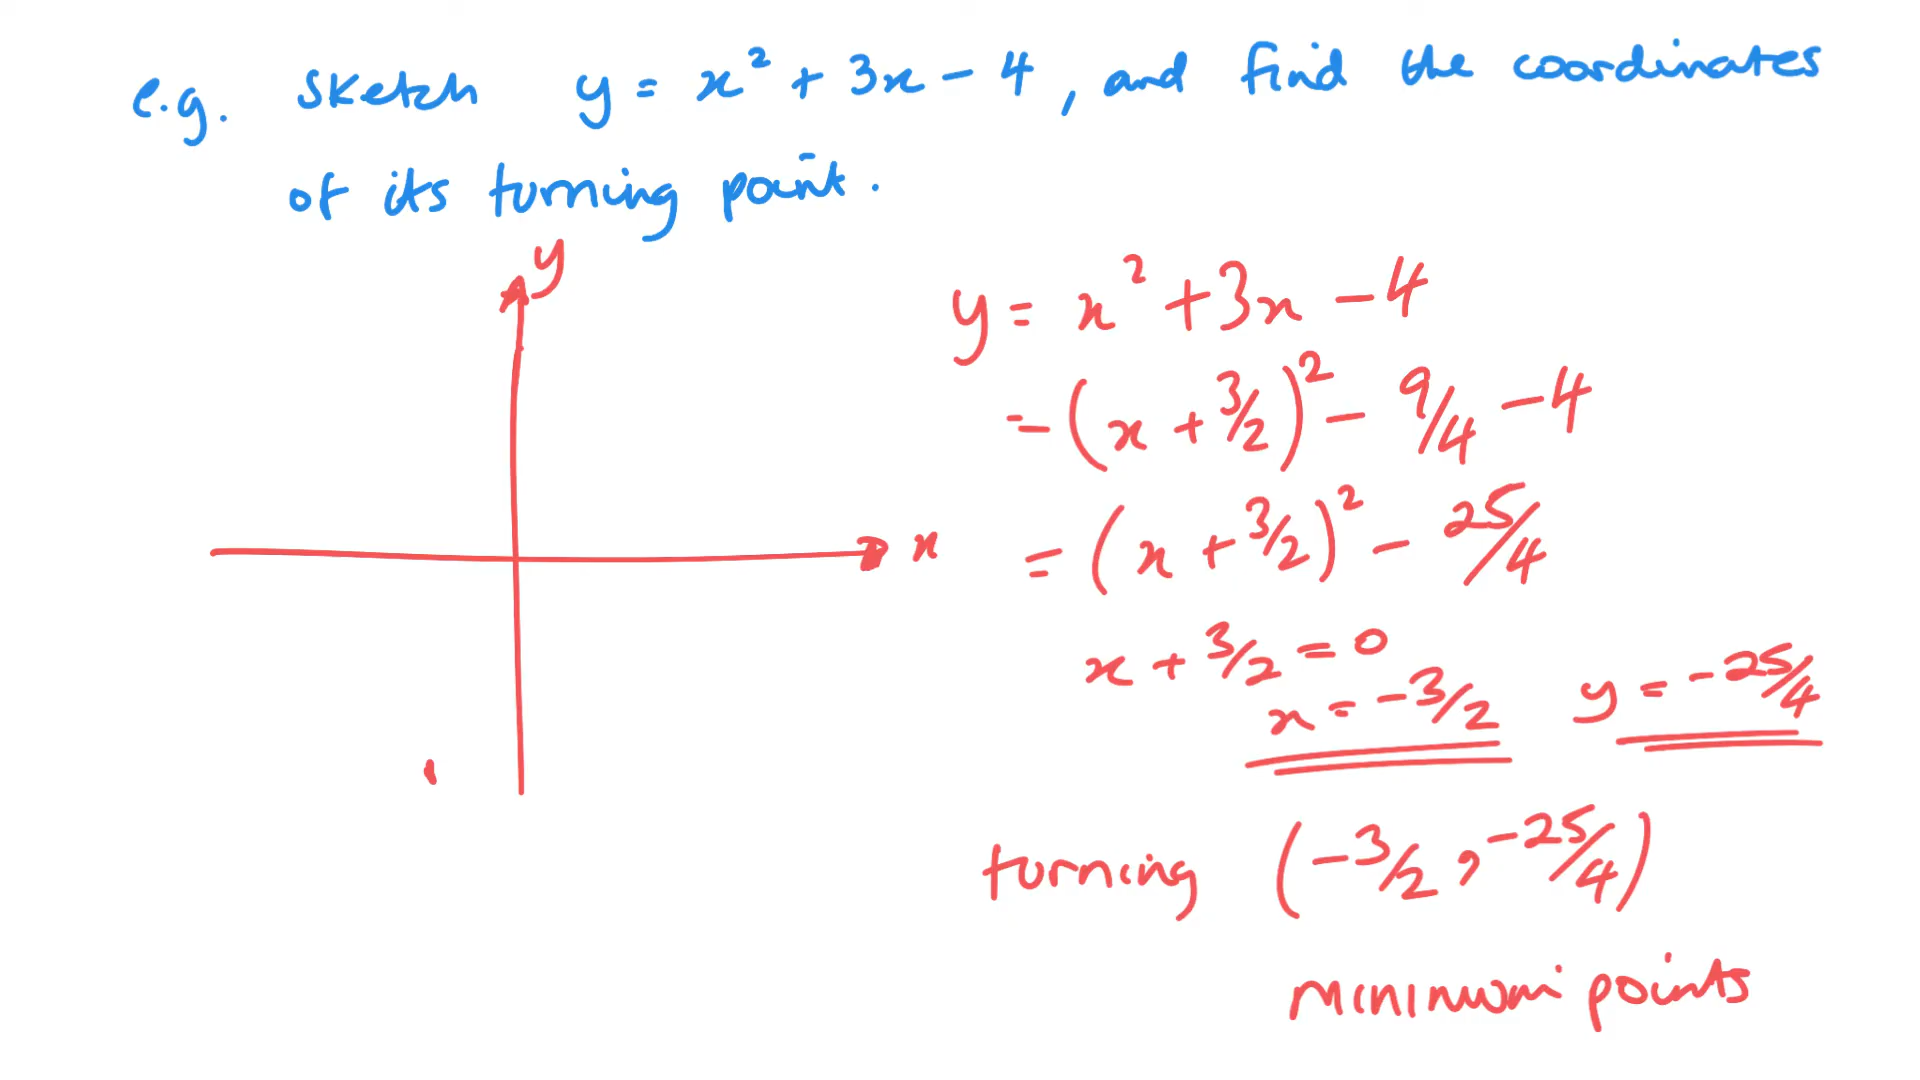 e.g. sketch y = x² + 3x - 4, and find the coordinates
of its turning point.
y
x
y = x² + 3x - 4
= (x + 3/2)² - 9/4 - 4
= (x + 3/2)² - 25/4
x + 3/2 = 0
x = -3/2 y = -25/4
turning (-3/2, -25/4)
minimum points